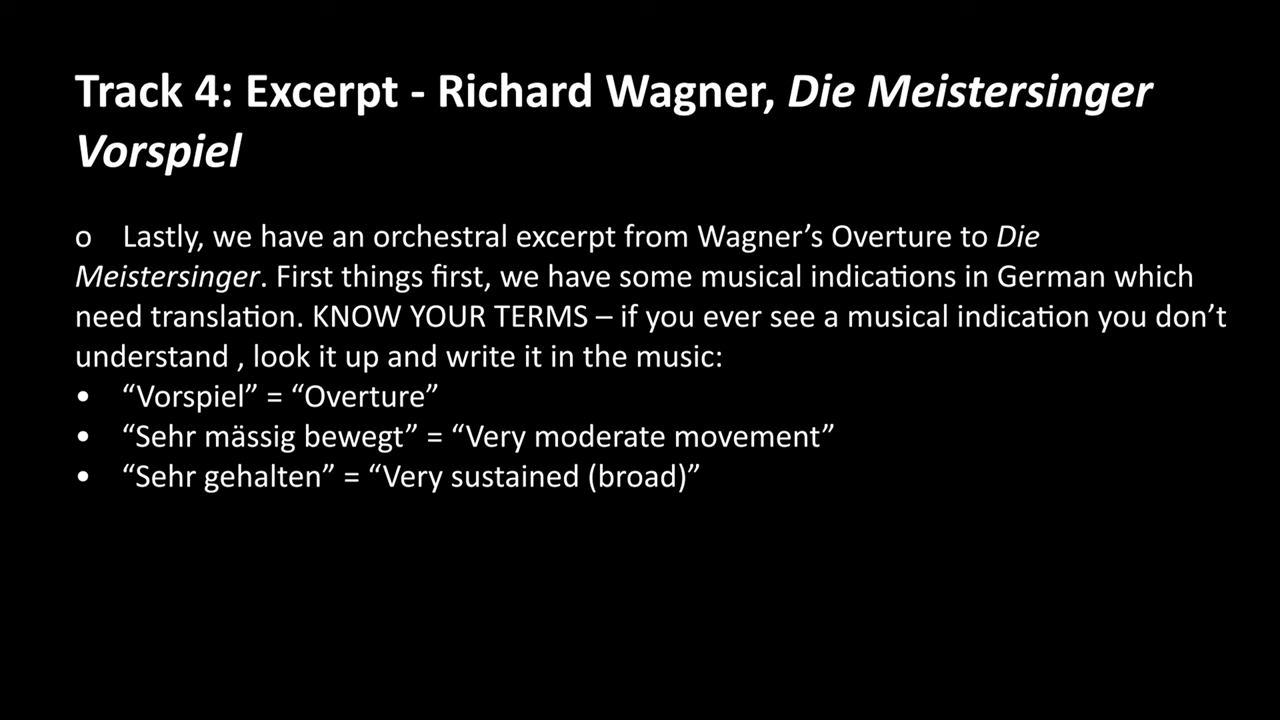 Track 4: Excerpt - Richard Wagner, Die Meistersinger
Vorspiel
o Lastly, we have an orchestral excerpt from Wagner’s Overture to Die
Meistersinger. First things first, we have some musical indications in German which
need translation. KNOW YOUR TERMS – if you ever see a musical indication you don’t
understand , look it up and write it in the music:
• “Vorspiel” = “Overture”
• “Sehr mässig bewegt” = “Very moderate movement”
• “Sehr gehalten” = “Very sustained (broad)”